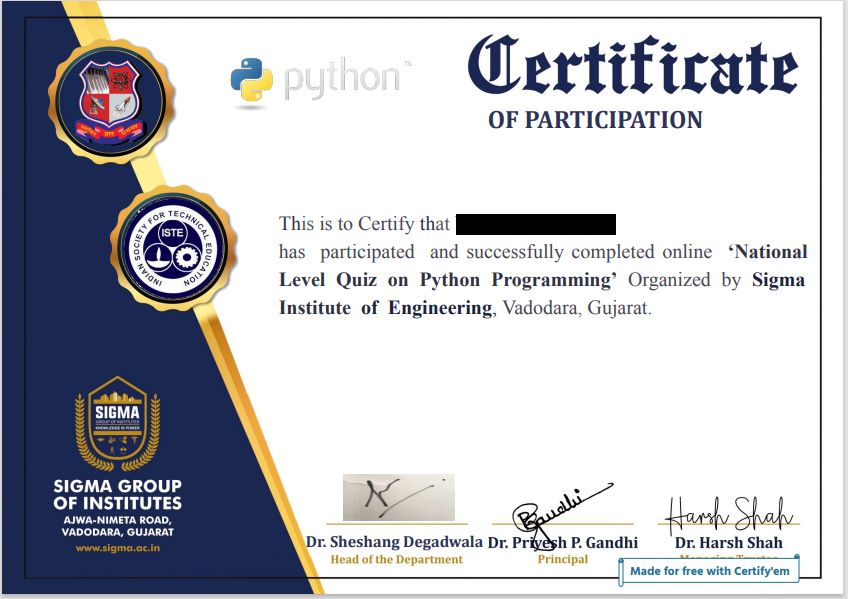 python™
Certificate
OF PARTICIPATION
INDIAN SOCIETY FOR TECHNICAL EDUCATION
ISTE
This is to Certify that
has participated and successfully completed online ‘National
Level Quiz on Python Programming’ Organized by Sigma
Institute of Engineering, Vadodara, Gujarat.
SIGMA
GROUP OF INSTITUTES
KNOWLEDGE IS POWER
SIGMA GROUP
OF INSTITUTES
AJWA-NIMETA ROAD,
VADODARA, GUJARAT
www.sigma.ac.in
Gandhi
Harsh Shah
Dr. Sheshang Degadwala Dr. Priyesh P. Gandhi Dr. Harsh Shah
Head of the Department Principal Managing Trustee
Made for free with Certify'em